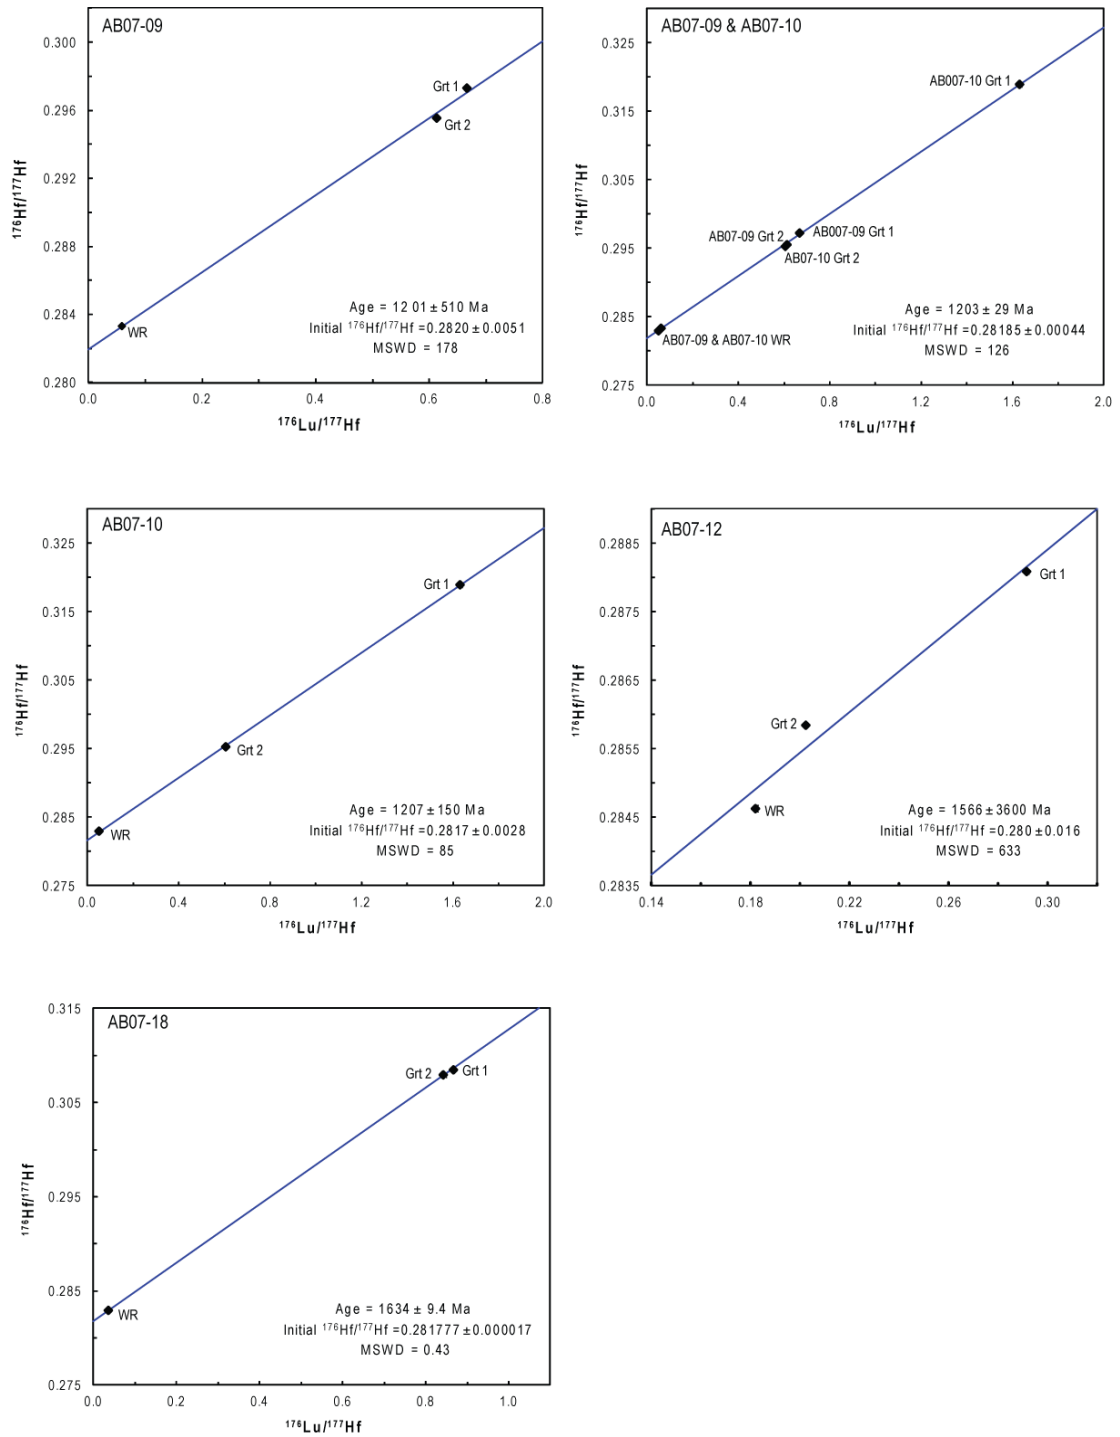 AB07-09
0.300
0.296
0.292
0.288
0.284
0.280
¹⁷⁶Hf/¹⁷⁷Hf
Grt 1
Grt 2
WR
Age = 12 01 ± 510 Ma
Initial ¹⁷⁶Hf/¹⁷⁷Hf =0.2820 ±0.0051
MSWD = 178
0.0 0.2 0.4 0.6 0.8
¹⁷⁶Lu/¹⁷⁷Hf
AB07-09 & AB07-10
0.325
0.315
0.305
0.295
0.285
0.275
¹⁷⁶Hf/¹⁷⁷Hf
AB007-10 Grt 1
AB07-09 Grt 2
AB007-09 Grt 1
AB07-10 Grt 2
AB07-09 & AB07-10 WR
Age = 1203 ± 29 Ma
Initial ¹⁷⁶Hf/¹⁷⁷Hf =0.28185 ±0.00044
MSWD = 126
0.0 0.4 0.8 1.2 1.6 2.0
¹⁷⁶Lu/¹⁷⁷Hf
AB07-10
0.325
0.315
0.305
0.295
0.285
0.275
¹⁷⁶Hf/¹⁷⁷Hf
Grt 1
Grt 2
WR
Age = 1207 ± 150 Ma
Initial ¹⁷⁶Hf/¹⁷⁷Hf =0.2817 ±0.0028
MSWD = 85
0.0 0.4 0.8 1.2 1.6 2.0
¹⁷⁶Lu/¹⁷⁷Hf
AB07-12
0.2885
0.2875
0.2865
0.2855
0.2845
0.2835
¹⁷⁶Hf/¹⁷⁷Hf
Grt 1
Grt 2
WR
Age = 1566 ± 3600 Ma
Initial ¹⁷⁶Hf/¹⁷⁷Hf =0.280 ±0.016
MSWD = 633
0.14 0.18 0.22 0.26 0.30
¹⁷⁶Lu/¹⁷⁷Hf
AB07-18
0.315
0.305
0.295
0.285
0.275
¹⁷⁶Hf/¹⁷⁷Hf
Grt 2
Grt 1
WR
Age = 1634 ± 9.4 Ma
Initial ¹⁷⁶Hf/¹⁷⁷Hf =0.281777 ±0.000017
MSWD = 0.43
0.0 0.2 0.4 0.6 0.8 1.0
¹⁷⁶Lu/¹⁷⁷Hf